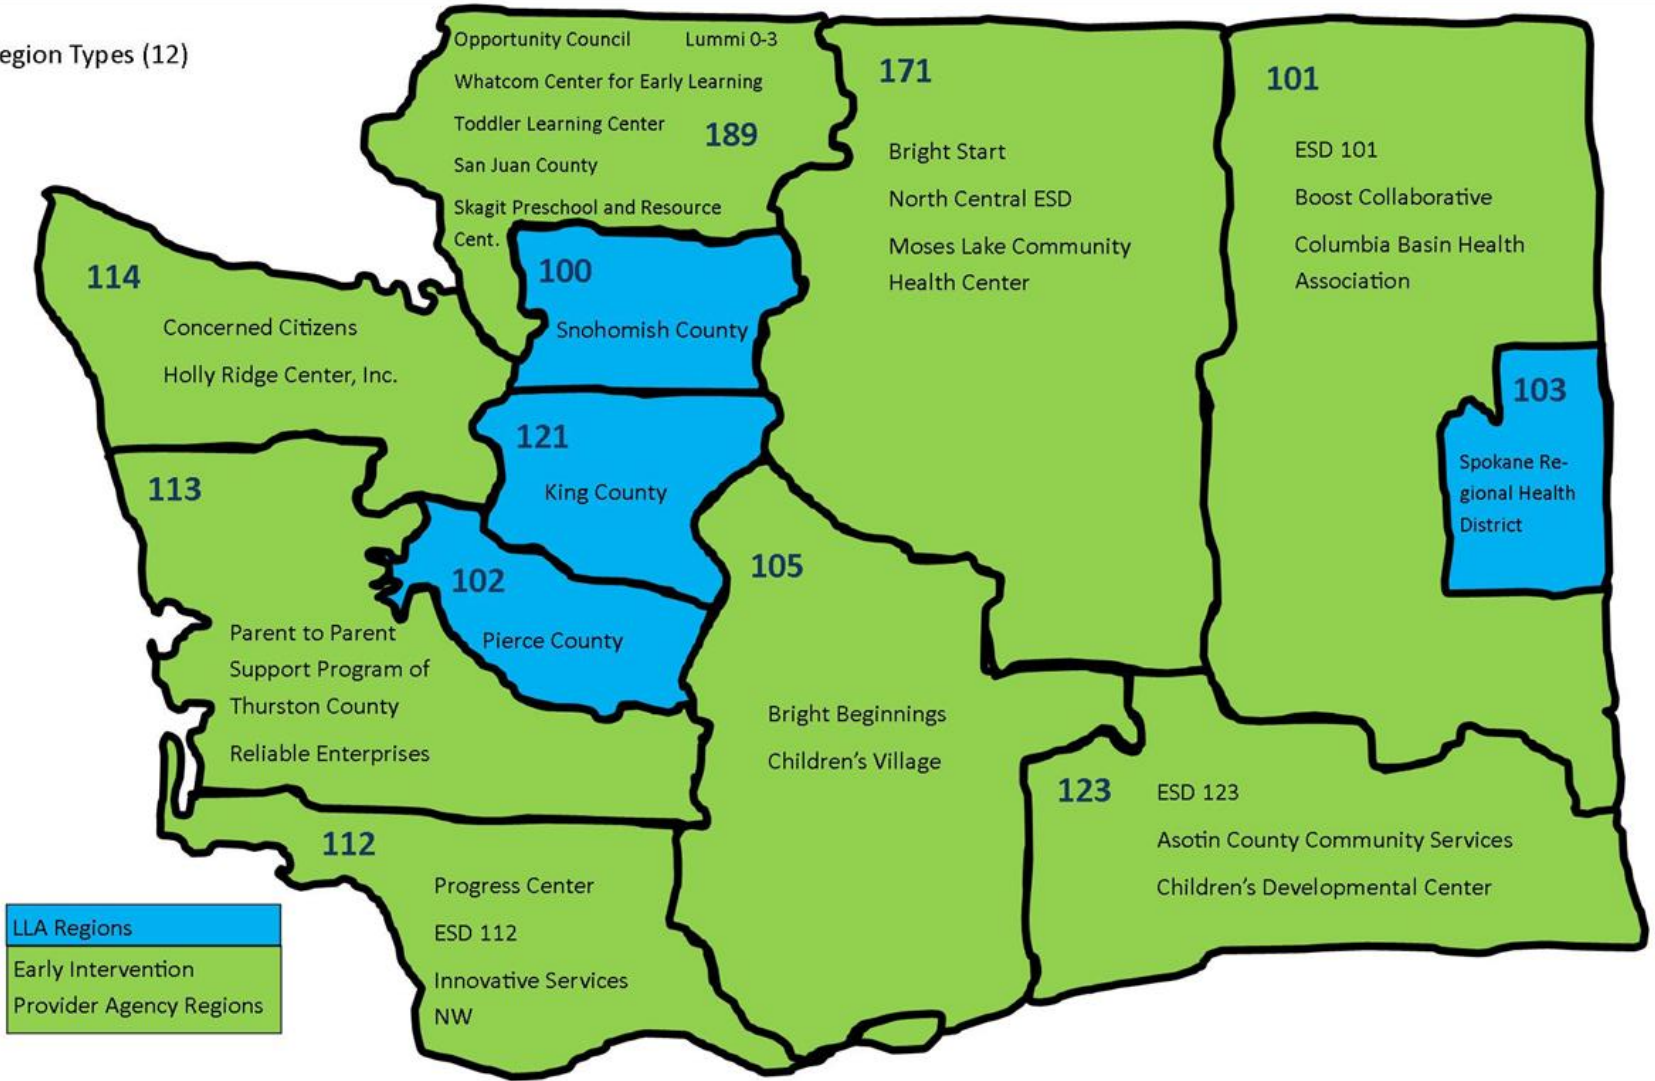 egion Types (12)
Opportunity Council Lummi 0-3
Whatcom Center for Early Learning
Toddler Learning Center
189
San Juan County
Skagit Preschool and Resource
Cent.
171
Bright Start
North Central ESD
Moses Lake Community
Health Center
101
ESD 101
Boost Collaborative
Columbia Basin Health
Association
114
Concerned Citizens
Holly Ridge Center, Inc.
100
Snohomish County
121
King County
103
Spokane Re-
gional Health
District
113
Parent to Parent
Support Program of
Thurston County
Reliable Enterprises
102
Pierce County
105
Bright Beginnings
Children’s Village
123
ESD 123
Asotin County Community Services
Children’s Developmental Center
112
Progress Center
ESD 112
Innovative Services
NW
LLA Regions
Early Intervention
Provider Agency Regions